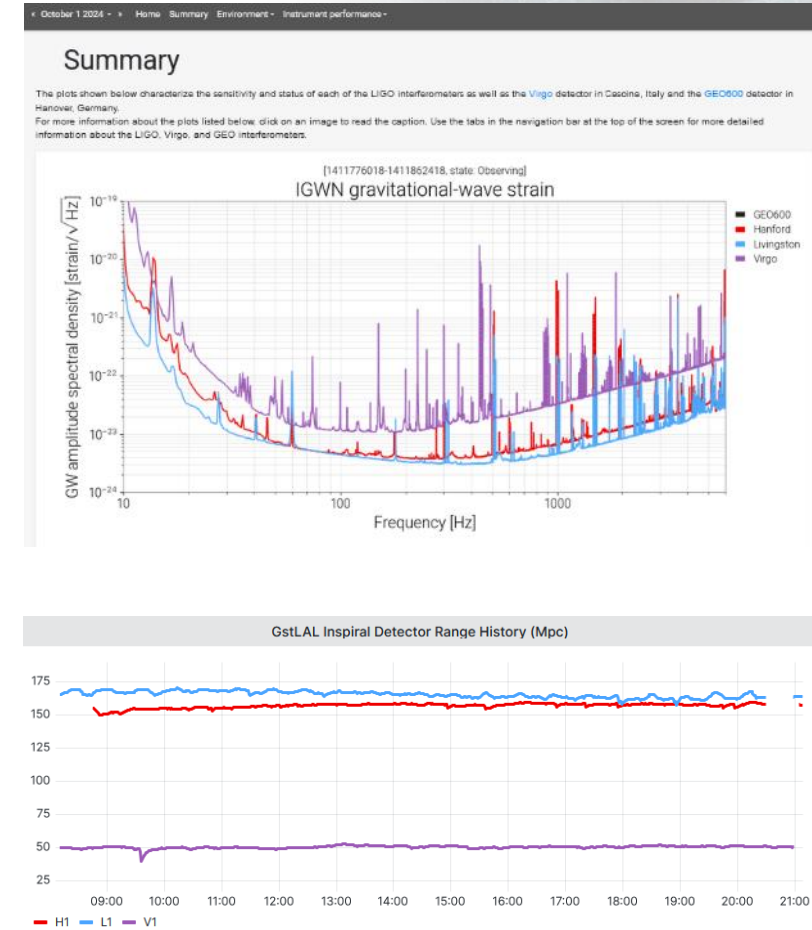 « October 1 2024 - » Home Summary Environment - Instrument performance -
Summary
The plots shown below characterize the sensitivity and status of each of the LIGO interferometers as well as the Virgo detector in Cascina, Italy and the GEO600 detector in
Hanover, Germany.
For more information about the plots listed below, click on an image to read the caption. Use the tabs in the navigation bar at the top of the screen for more detailed
information about the LIGO, Virgo, and GEO interferometers.
[1411776018-1411862418, state: Observing]
IGWN gravitational-wave strain
GW amplitude spectral density [strain/√Hz]
10⁻¹⁹
10⁻²⁰
10⁻²¹
10⁻²²
10⁻²³
10⁻²⁴
10 100 1000
Frequency [Hz]
GEO600
Hanford
Livingston
Virgo
GstLAL Inspiral Detector Range History (Mpc)
175
150
125
100
75
50
25
09:00 10:00 11:00 12:00 13:00 14:00 15:00 16:00 17:00 18:00 19:00 20:00 21:00
H1 L1 V1